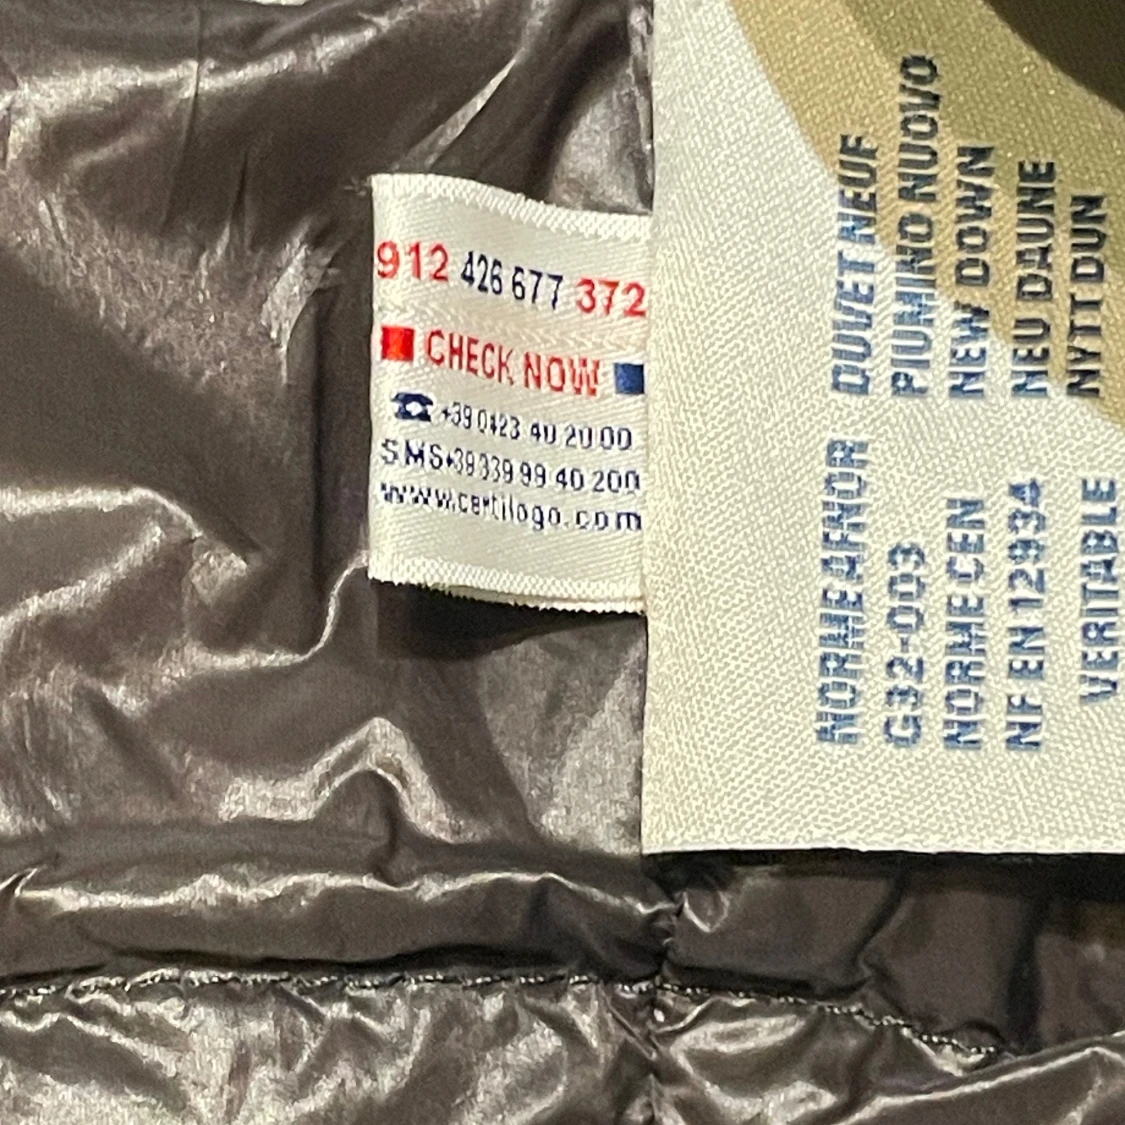 912 426 677 372
CHECK NOW
+39 0423 40 20 00
SMS+39 339 99 40 200
www.certilogo.com
DUVET NEUF
PIUMINO NUOVO
NEW DOWN
NEU DAUNE
NYTT DUN
NORME AFNOR
G32-003
NORME CEN
NF EN 12934
VERITABLE